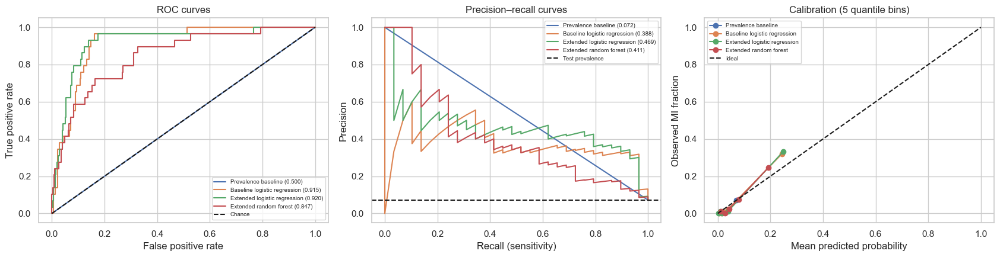 ROC curves
1.0
0.8
0.6
0.4
0.2
0.0
True positive rate
0.0 0.2 0.4 0.6 0.8 1.0
False positive rate
Prevalence baseline (0.500)
Baseline logistic regression (0.915)
Extended logistic regression (0.920)
Extended random forest (0.847)
Chance
Precision–recall curves
1.0
0.8
0.6
0.4
0.2
0.0
Precision
0.0 0.2 0.4 0.6 0.8 1.0
Recall (sensitivity)
Prevalence baseline (0.072)
Baseline logistic regression (0.388)
Extended logistic regression (0.469)
Extended random forest (0.411)
Test prevalence
Calibration (5 quantile bins)
1.0
0.8
0.6
0.4
0.2
0.0
Observed MI fraction
0.0 0.2 0.4 0.6 0.8 1.0
Mean predicted probability
Prevalence baseline
Baseline logistic regression
Extended logistic regression
Extended random forest
Ideal